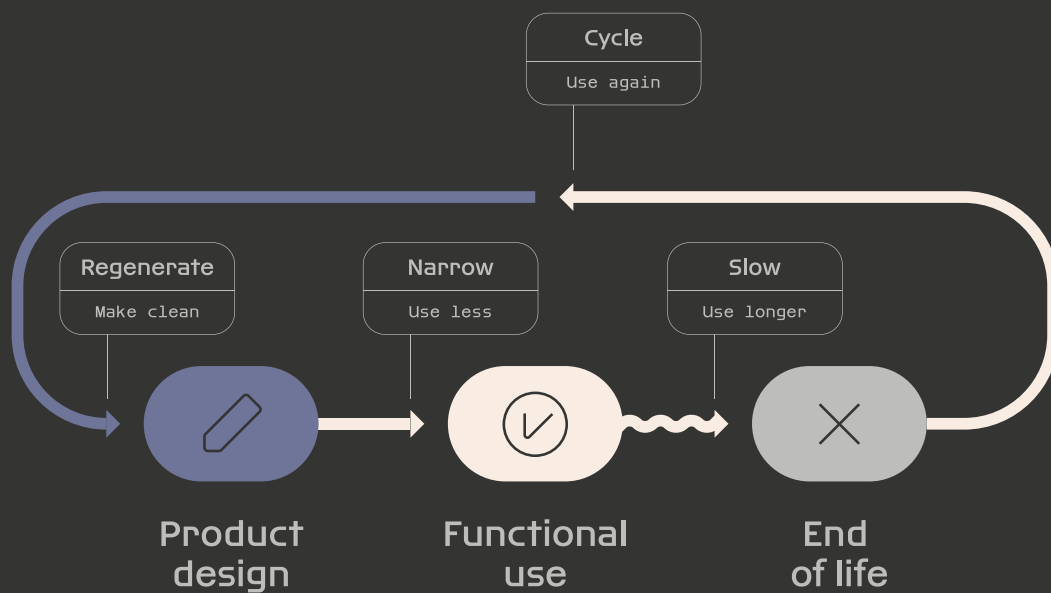 Cycle
Use again
Regenerate
Make clean
Narrow
Use less
Slow
Use longer
Product
design
Functional
use
End
of life